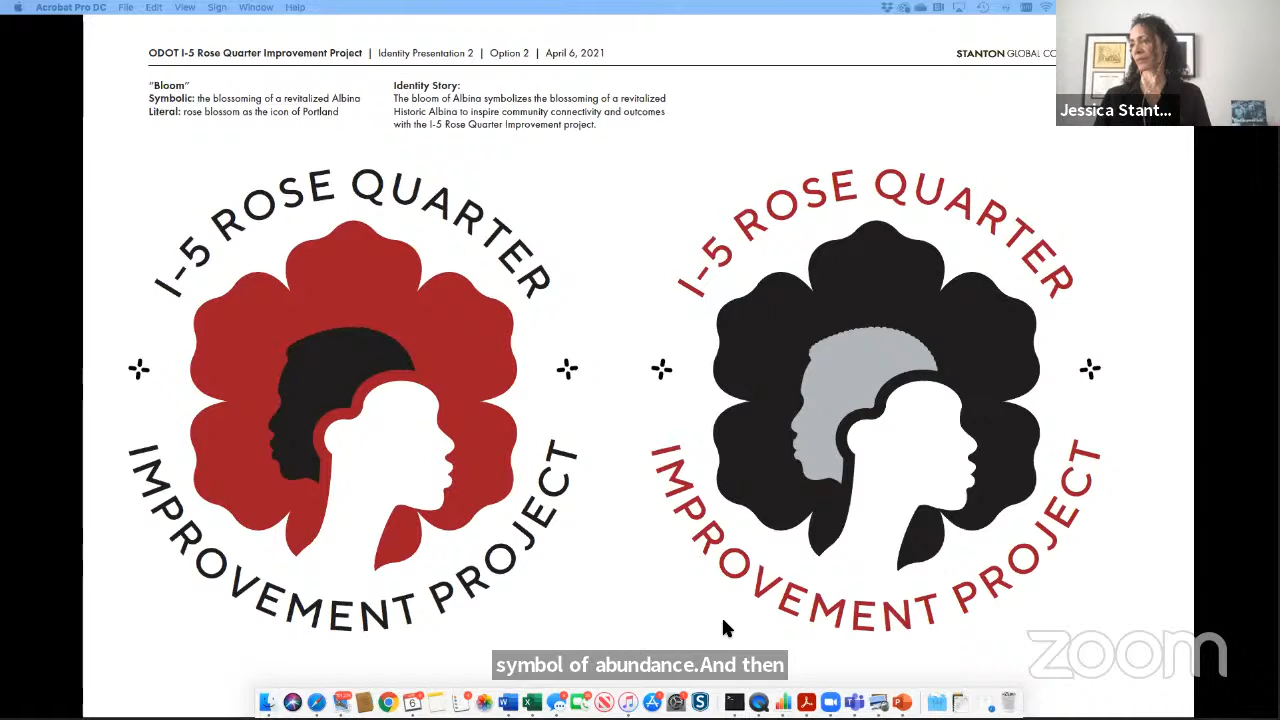 Acrobat Pro DC File Edit View Sign Window Help
ODOT I-5 Rose Quarter Improvement Project | Identity Presentation 2 | Option 2 | April 6, 2021
STANTON GLOBAL CO
"Bloom"
Symbolic: the blossoming of a revitalized Albina
Literal: rose blossom as the icon of Portland
Identity Story:
The bloom of Albina symbolizes the blossoming of a revitalized
Historic Albina to inspire community connectivity and outcomes
with the I-5 Rose Quarter Improvement project.
Jessica Stant...
I-5 ROSE QUARTER
IMPROVEMENT PROJECT
I-5 ROSE QUARTER
IMPROVEMENT PROJECT
symbol of abundance.And then
zoom